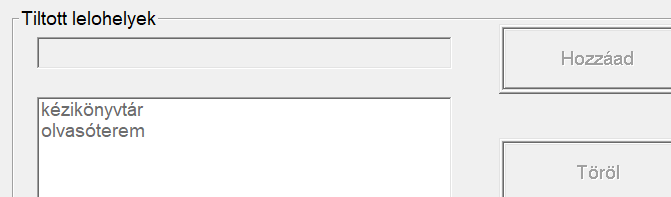 Tiltott lelohelyek
Hozzáad
kézikönyvtár
olvasóterem
Töröl